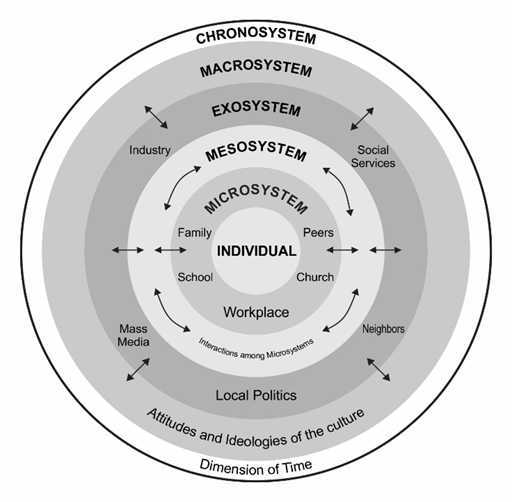 CHRONOSYSTEM
MACROSYSTEM
EXOSYSTEM
Industry
MESOSYSTEM
Social
Services
MICROSYSTEM
Family
Peers
INDIVIDUAL
School
Church
Workplace
Mass
Media
Interactions among Microsystems
Neighbors
Local Politics
Attitudes and Ideologies of the culture
Dimension of Time